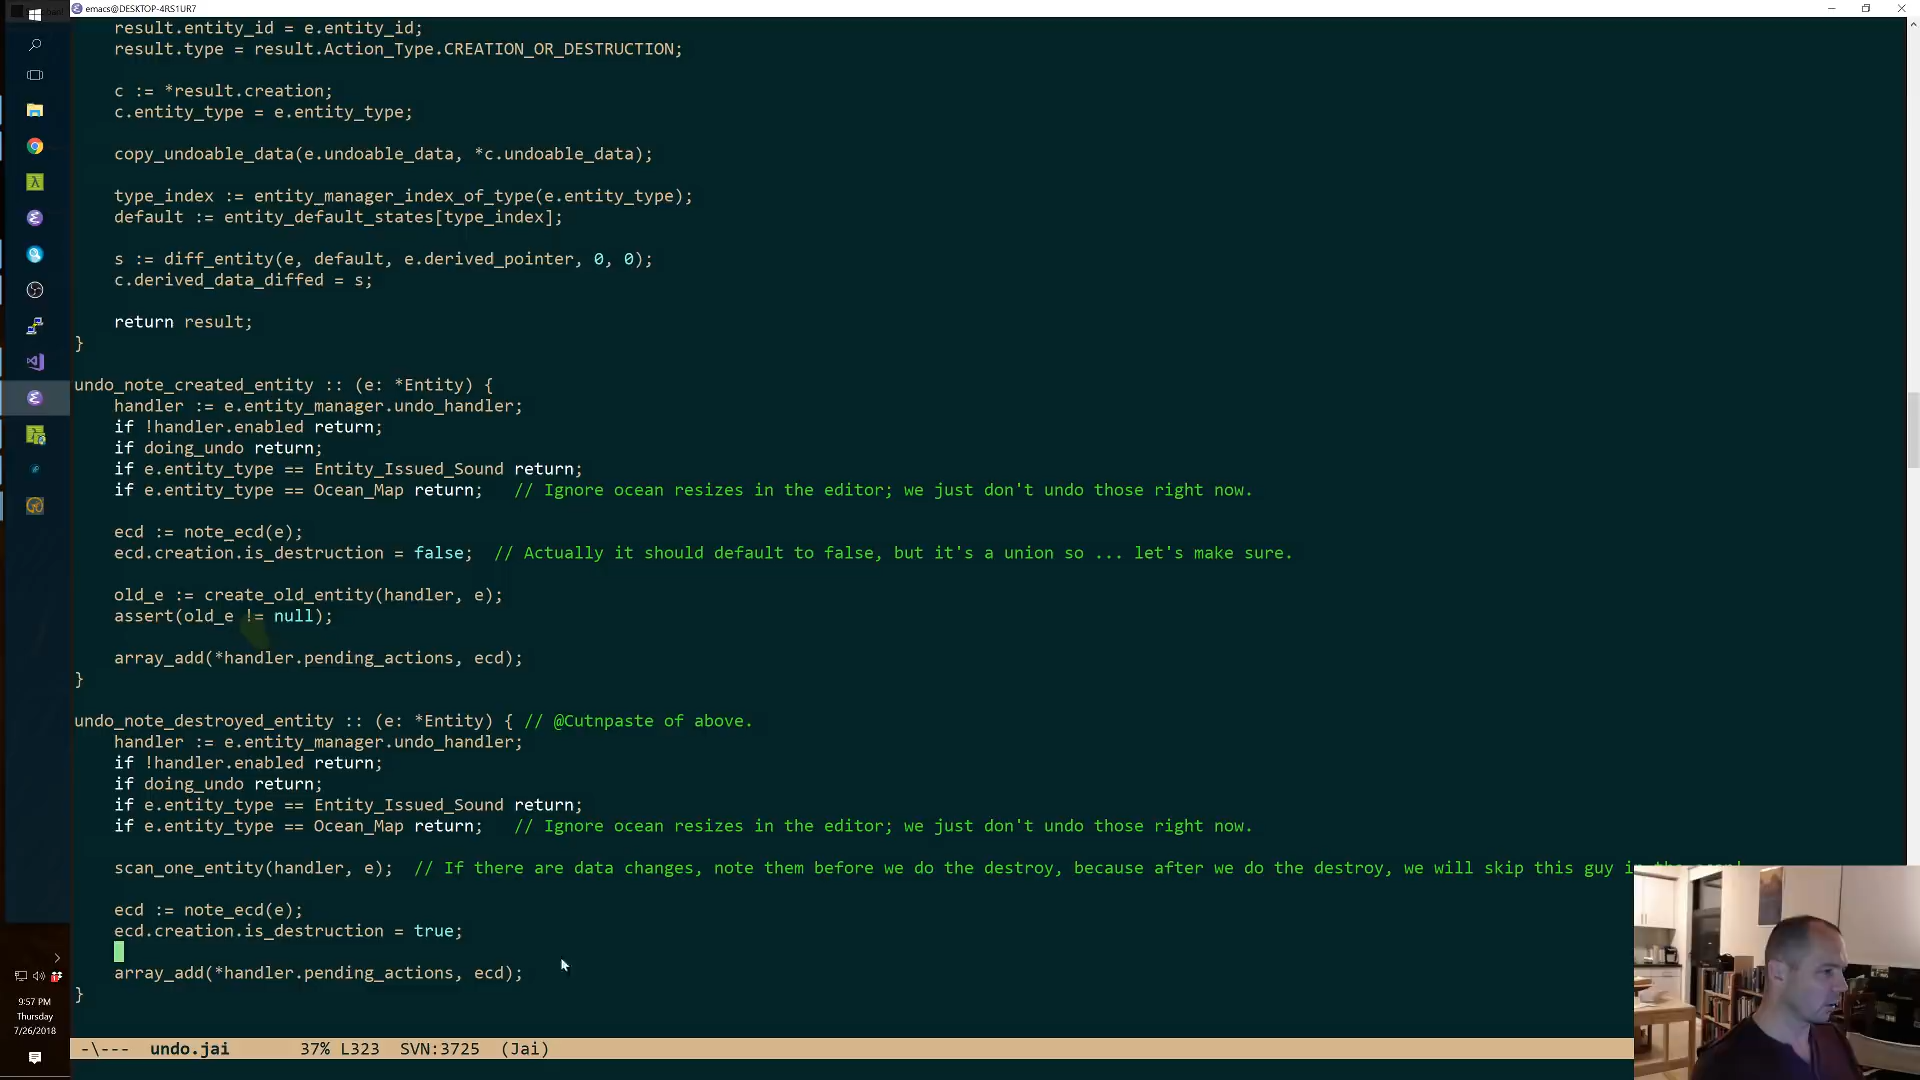 emacs@DESKTOP-4RS1UR7
result.entity_id = e.entity_id;
result.type = result.Action_Type.CREATION_OR_DESTRUCTION;
c := *result.creation;
c.entity_type = e.entity_type;
copy_undoable_data(e.undoable_data, *c.undoable_data);
type_index := entity_manager_index_of_type(e.entity_type);
default := entity_default_states[type_index];
s := diff_entity(e, default, e.derived_pointer, 0, 0);
c.derived_data_diffed = s;
return result;
}
undo_note_created_entity :: (e: *Entity) {
handler := e.entity_manager.undo_handler;
if !handler.enabled return;
if doing_undo return;
if e.entity_type == Entity_Issued_Sound return;
if e.entity_type == Ocean_Map return;   // Ignore ocean resizes in the editor; we just don't undo those right now.
ecd := note_ecd(e);
ecd.creation.is_destruction = false;  // Actually it should default to false, but it's a union so ... let's make sure.
old_e := create_old_entity(handler, e);
assert(old_e != null);
array_add(*handler.pending_actions, ecd);
}
undo_note_destroyed_entity :: (e: *Entity) { // @Cutnpaste of above.
handler := e.entity_manager.undo_handler;
if !handler.enabled return;
if doing_undo return;
if e.entity_type == Entity_Issued_Sound return;
if e.entity_type == Ocean_Map return;   // Ignore ocean resizes in the editor; we just don't undo those right now.
scan_one_entity(handler, e);  // If there are data changes, note them before we do the destroy, because after we do the destroy, we will skip this guy
ecd := note_ecd(e);
ecd.creation.is_destruction = true;
array_add(*handler.pending_actions, ecd);
}
9:57 PM
Thursday
7/26/2018
-\--- undo.jai 37% L323 SVN:3725 (Jai)